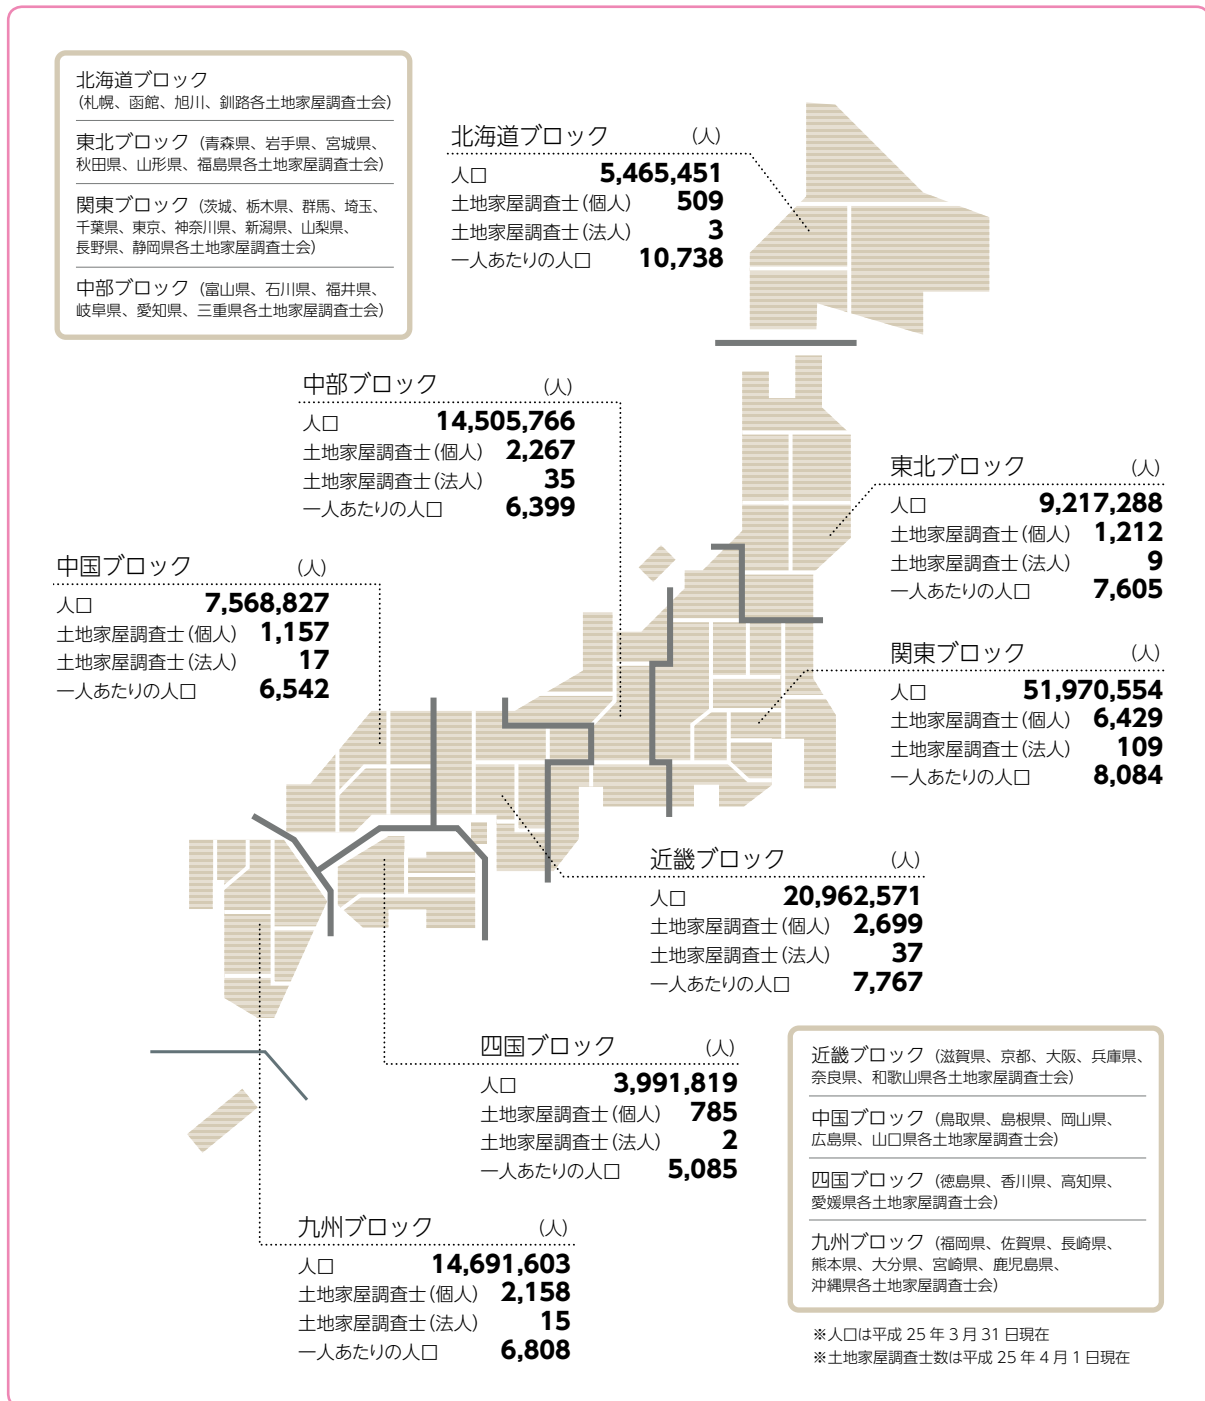 北海道ブロック
（札幌、函館、旭川、釧路各土地家屋調査士会）
東北ブロック（青森県、岩手県、宮城県、
秋田県、山形県、福島県各土地家屋調査士会）
関東ブロック（茨城、栃木県、群馬、埼玉、
千葉県、東京、神奈川県、新潟県、山梨県、
長野県、静岡県各土地家屋調査士会）
中部ブロック（富山県、石川県、福井県、
岐阜県、愛知県、三重県各土地家屋調査士会）
北海道ブロック （人）
人口 5,465,451
土地家屋調査士（個人） 509
土地家屋調査士（法人） 3
一人あたりの人口 10,738
中部ブロック （人）
人口 14,505,766
土地家屋調査士（個人） 2,267
土地家屋調査士（法人） 35
一人あたりの人口 6,399
東北ブロック （人）
人口 9,217,288
土地家屋調査士（個人） 1,212
土地家屋調査士（法人） 9
一人あたりの人口 7,605
中国ブロック （人）
人口 7,568,827
土地家屋調査士（個人） 1,157
土地家屋調査士（法人） 17
一人あたりの人口 6,542
関東ブロック （人）
人口 51,970,554
土地家屋調査士（個人） 6,429
土地家屋調査士（法人） 109
一人あたりの人口 8,084
近畿ブロック （人）
人口 20,962,571
土地家屋調査士（個人） 2,699
土地家屋調査士（法人） 37
一人あたりの人口 7,767
四国ブロック （人）
人口 3,991,819
土地家屋調査士（個人） 785
土地家屋調査士（法人） 2
一人あたりの人口 5,085
九州ブロック （人）
人口 14,691,603
土地家屋調査士（個人） 2,158
土地家屋調査士（法人） 15
一人あたりの人口 6,808
近畿ブロック（滋賀県、京都、大阪、兵庫県、
奈良県、和歌山県各土地家屋調査士会）
中国ブロック（鳥取県、島根県、岡山県、
広島県、山口県各土地家屋調査士会）
四国ブロック（徳島県、香川県、高知県、
愛媛県各土地家屋調査士会）
九州ブロック（福岡県、佐賀県、長崎県、
熊本県、大分県、宮崎県、鹿児島県、
沖縄県各土地家屋調査士会）
※人口は平成 25 年 3 月 31 日現在
※土地家屋調査士数は平成 25 年 4 月 1 日現在